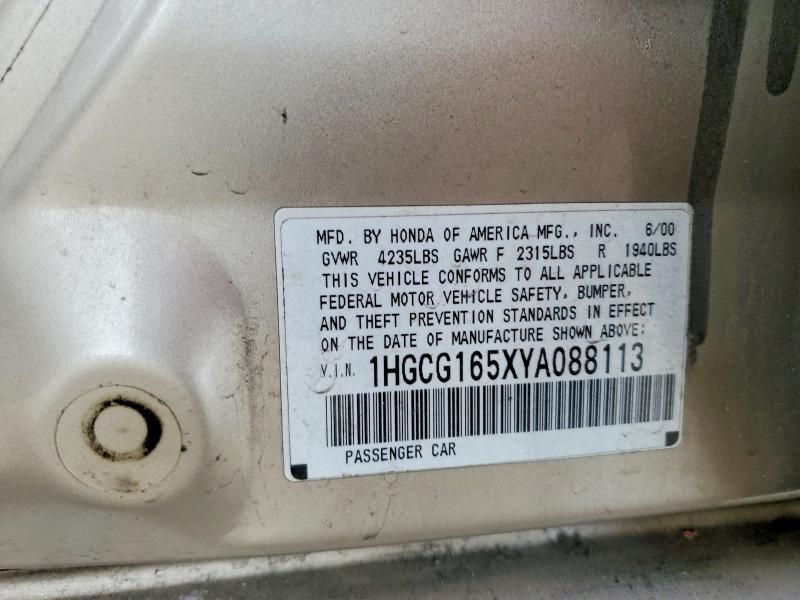 MFD. BY HONDA OF AMERICA MFG., INC. 6/00
GVWR 4235LBS GAWR F 2315LBS R 1940LBS
THIS VEHICLE CONFORMS TO ALL APPLICABLE
FEDERAL MOTOR VEHICLE SAFETY, BUMPER,
AND THEFT PREVENTION STANDARDS IN EFFECT
ON THE DATE OF MANUFACTURE SHOWN ABOVE:
V.I.N. 1HGCG165XYA088113
PASSENGER CAR